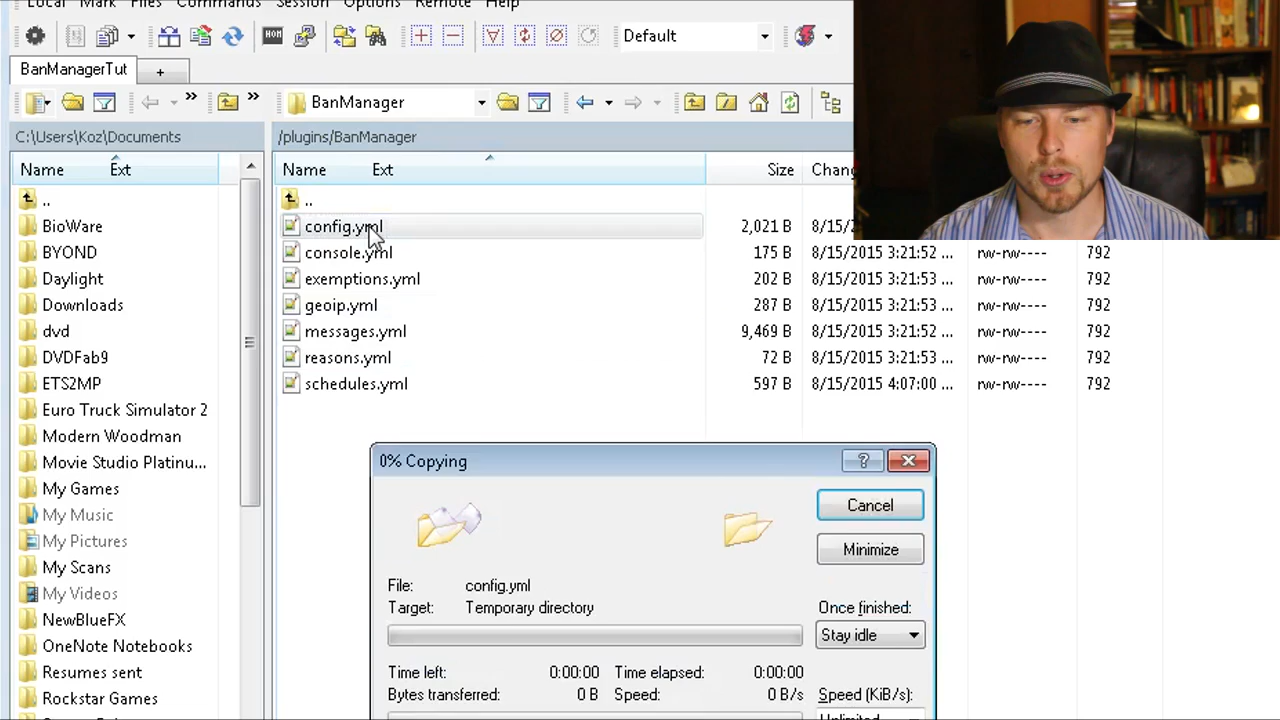 Local Mark Files Commands Session Options Remote Help
Default
BanManagerTut
+
» » BanManager
C:\Users\Koz\Documents /plugins/BanManager
Name Ext Name Ext Size
.. ..
BioWare config.yml 2,021 B
BYOND console.yml 175 B 8/15/2015 3:21:52 ... rw-rw---- 792
Daylight exemptions.yml 202 B 8/15/2015 3:21:53 ... rw-rw---- 792
Downloads geoip.yml 287 B 8/15/2015 3:21:53 ... rw-rw---- 792
dvd messages.yml 9,469 B 8/15/2015 3:21:52 ... rw-rw---- 792
DVDFab9 reasons.yml 72 B 8/15/2015 3:21:53 ... rw-rw---- 792
ETS2MP schedules.yml 597 B 8/15/2015 4:07:00 ... rw-rw---- 792
Euro Truck Simulator 2
Modern Woodman
Movie Studio Platinu...
My Games
My Music
My Pictures
My Scans
My Videos
NewBlueFX
OneNote Notebooks
Resumes sent
Rockstar Games
0% Copying
Cancel
Minimize
File: config.yml
Target: Temporary directory
Once finished:
Stay idle
Time left: 0:00:00 Time elapsed: 0:00:00
Bytes transferred: 0 B Speed: 0 B/s
Speed (KiB/s):
Unlimited